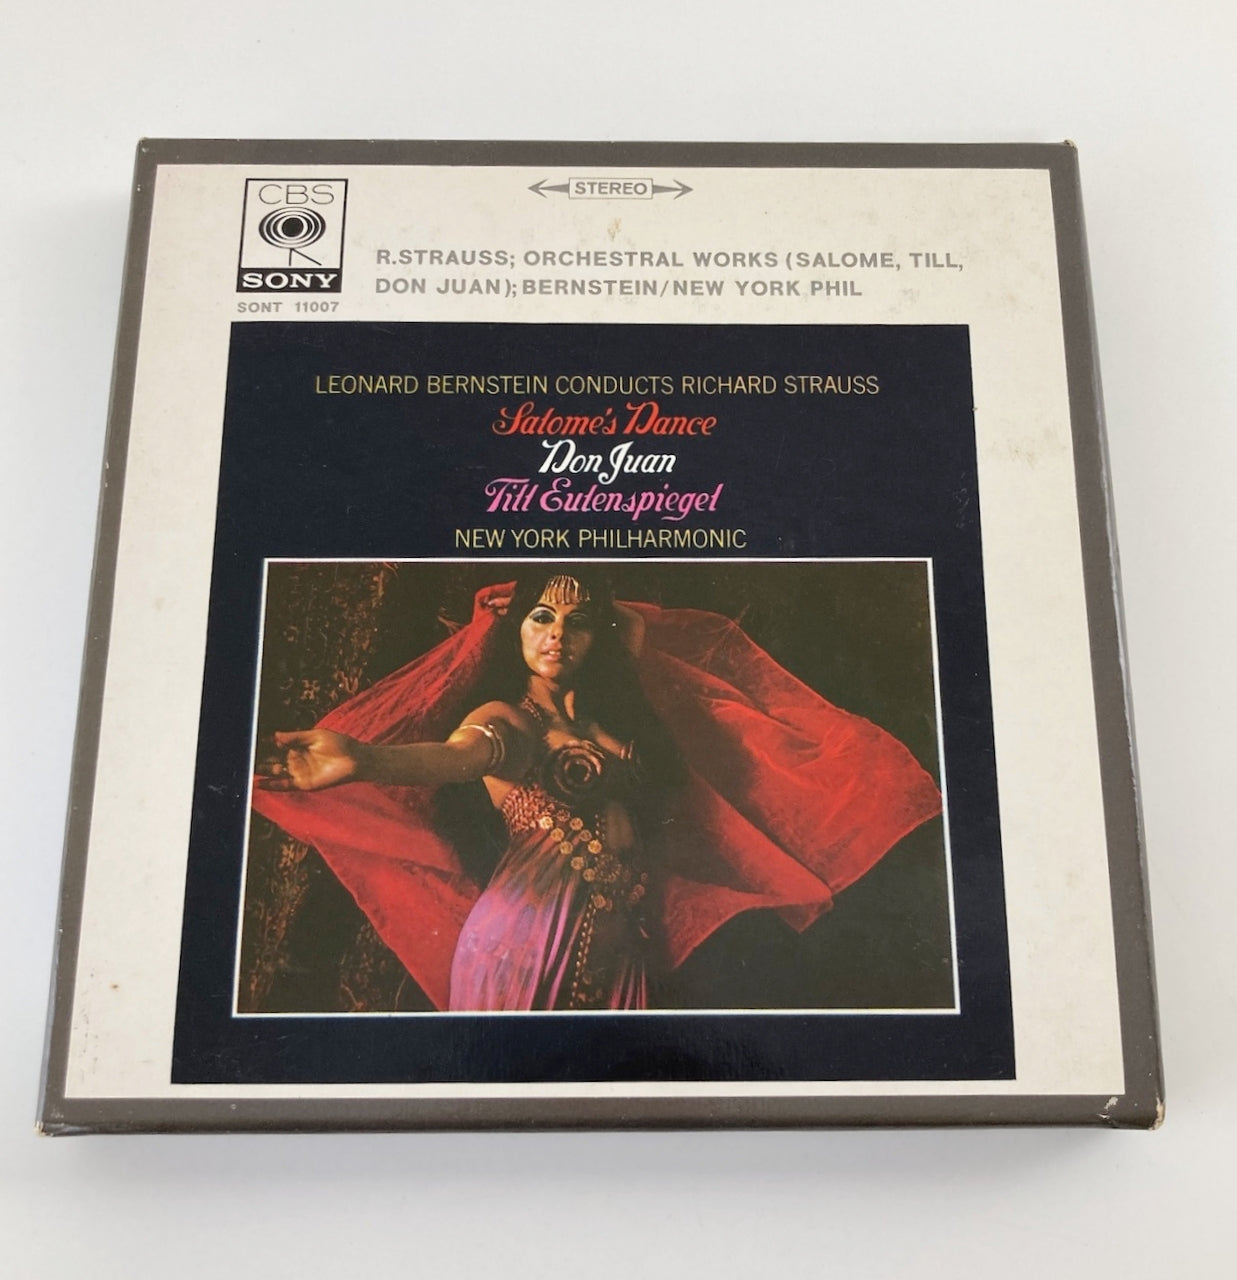 CBS
SONY
SONT 11007
STEREO
R.STRAUSS; ORCHESTRAL WORKS (SALOME, TILL,
DON JUAN); BERNSTEIN/NEW YORK PHIL
LEONARD BERNSTEIN CONDUCTS RICHARD STRAUSS
Salome's Dance
Don Juan
Till Eulenspiegel
NEW YORK PHILHARMONIC